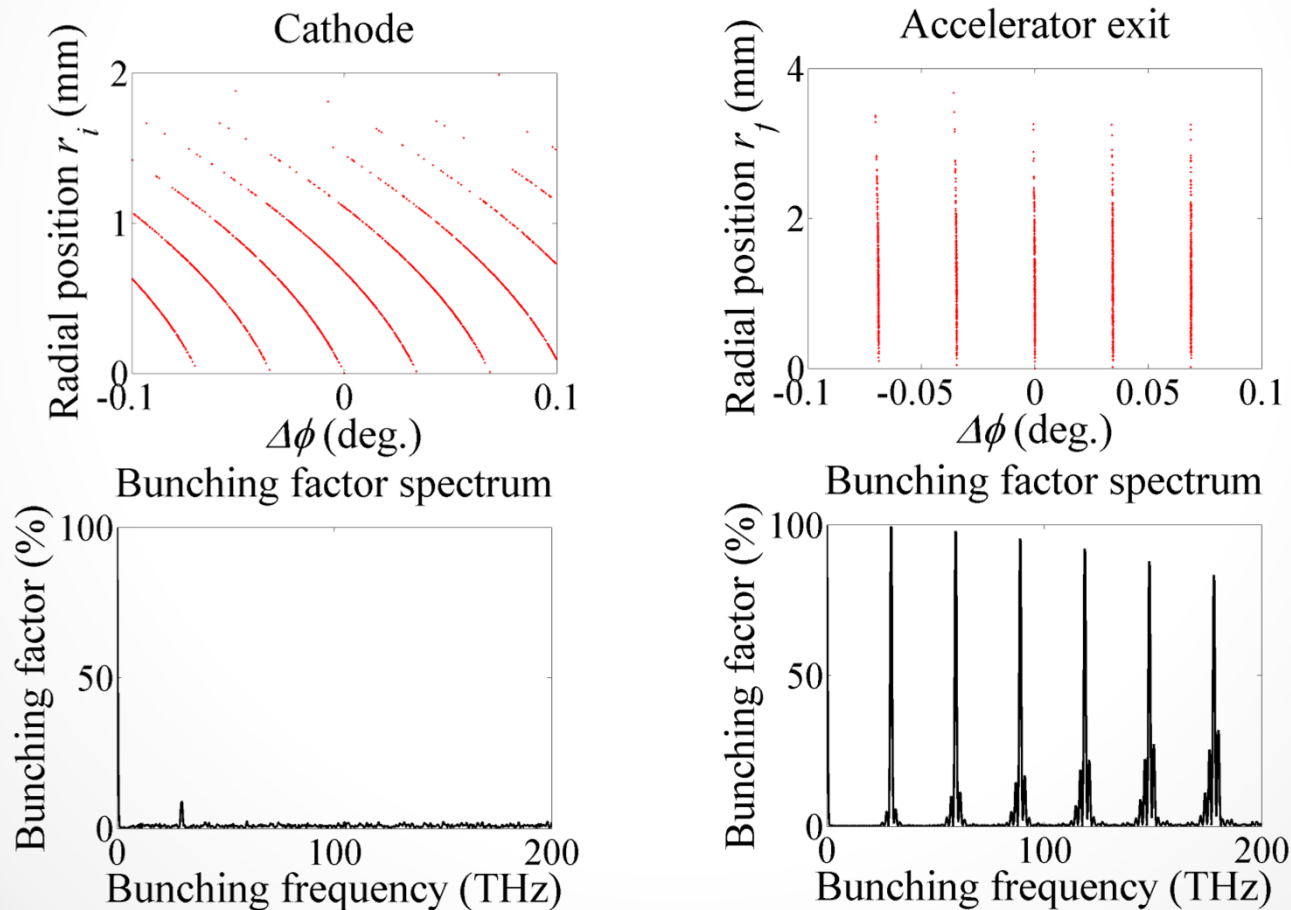 Cathode
Radial position r_i (mm)
2
1
0
-0.1
0
0.1
Δϕ (deg.)
Accelerator exit
Radial position r_f (mm)
4
2
0
-0.1
-0.05
0
0.05
0.1
Δϕ (deg.)
Bunching factor spectrum
Bunching factor (%)
100
50
0
0
100
200
Bunching frequency (THz)
Bunching factor spectrum
Bunching factor (%)
100
50
0
0
100
200
Bunching frequency (THz)